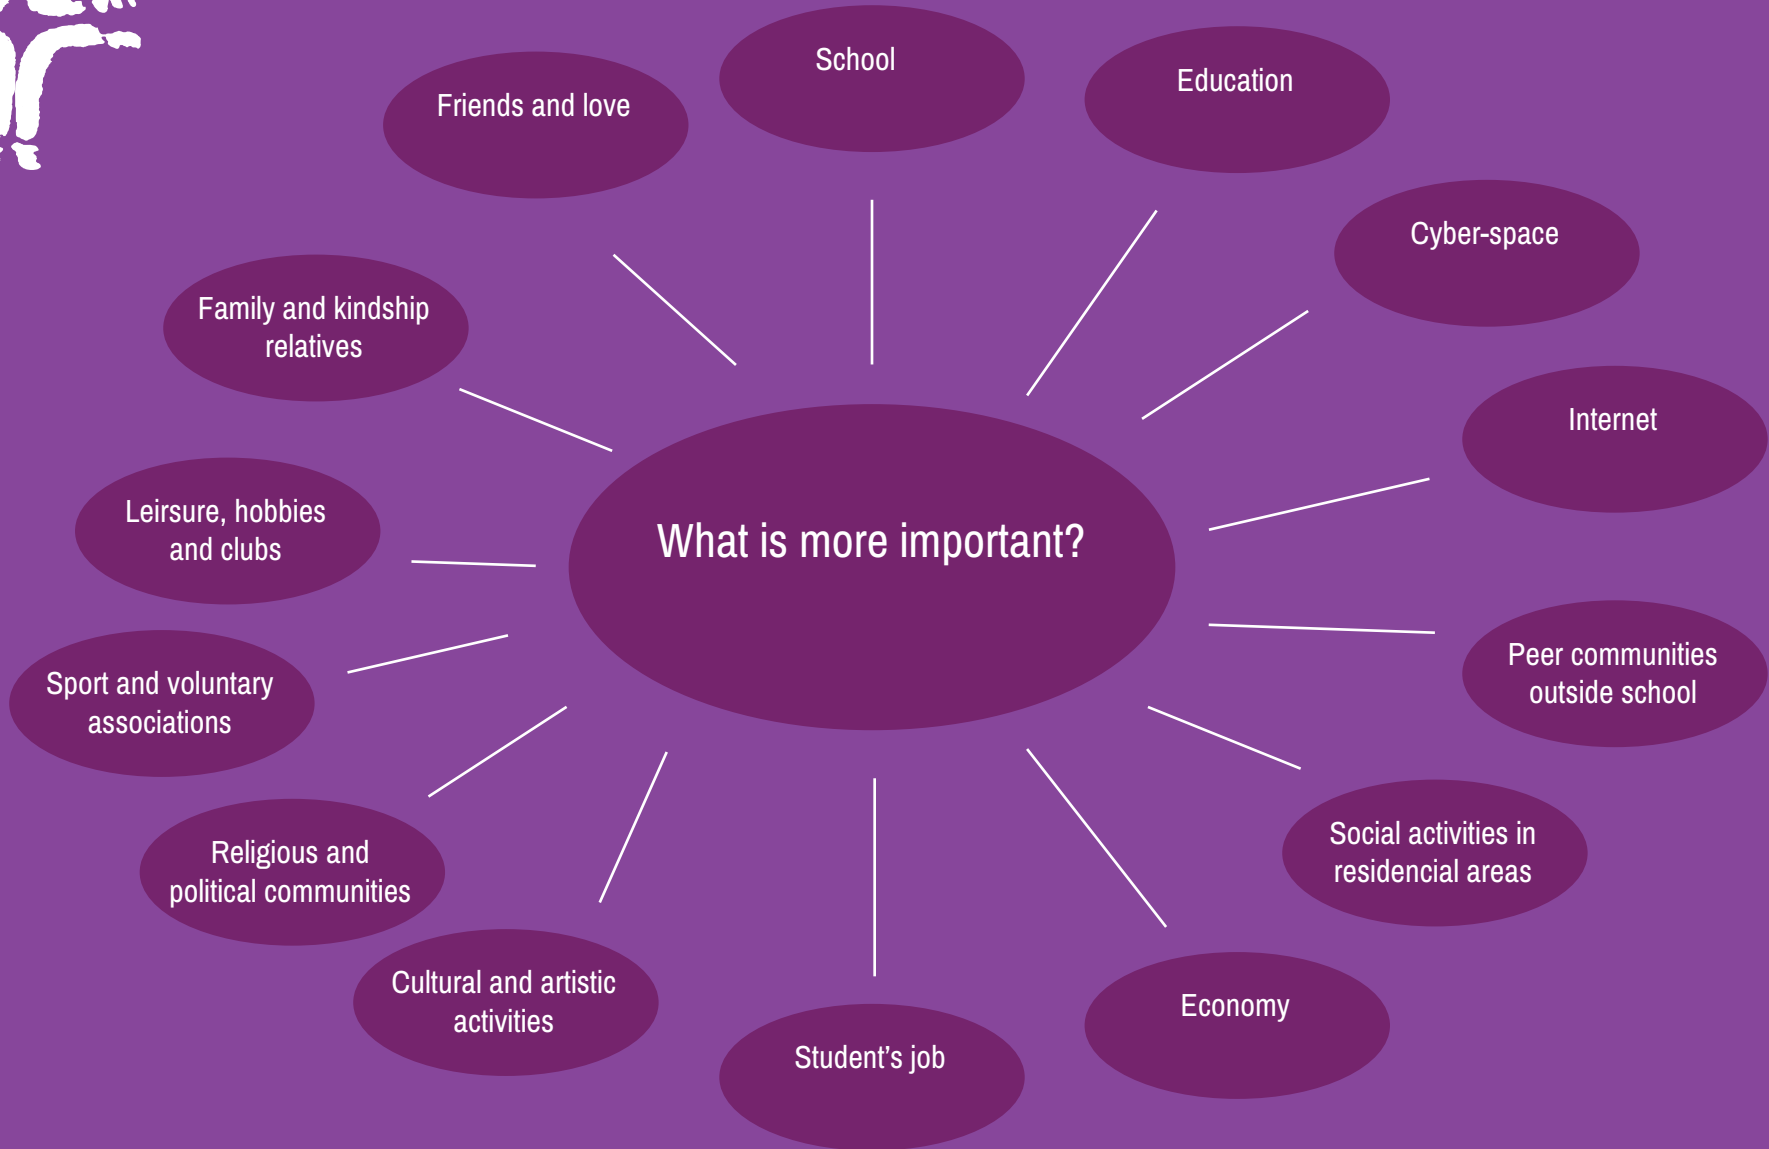 School
Education
Friends and love
Cyber-space
Family and kindship
relatives
Internet
Leirsure, hobbies
and clubs
What is more important?
Peer communities
outside school
Sport and voluntary
associations
Social activities in
residencial areas
Religious and
political communities
Cultural and artistic
activities
Economy
Student’s job